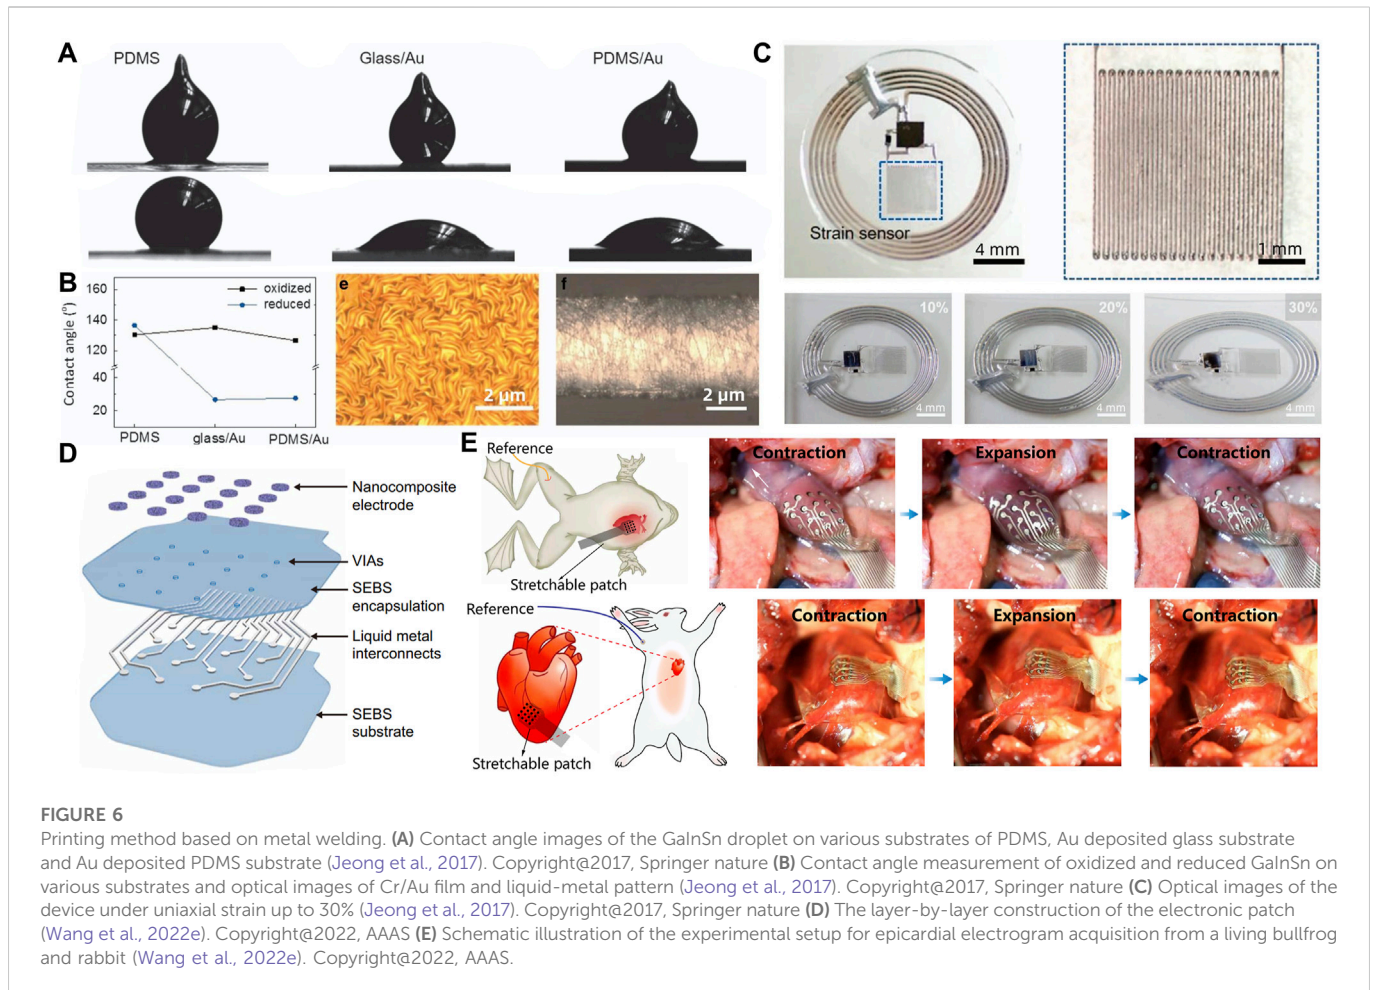 A
PDMS
Glass/Au
PDMS/Au
C
Strain sensor
4 mm
1 mm
B
160
140
120
40
20
Contact angle (°)
oxidized
reduced
PDMS
glass/Au
PDMS/Au
e
2 μm
f
2 μm
10%
4 mm
20%
4 mm
30%
4 mm
D
Nanocomposite
electrode
VIAs
SEBS
encapsulation
Liquid metal
interconnects
SEBS
substrate
E
Reference
Stretchable patch
Contraction
Expansion
Contraction
Reference
Stretchable patch
Contraction
Expansion
Contraction
FIGURE 6
Printing method based on metal welding. (A) Contact angle images of the GaInSn droplet on various substrates of PDMS, Au deposited glass substrate
and Au deposited PDMS substrate (Jeong et al., 2017). Copyright@2017, Springer nature (B) Contact angle measurement of oxidized and reduced GaInSn on
various substrates and optical images of Cr/Au film and liquid-metal pattern (Jeong et al., 2017). Copyright@2017, Springer nature (C) Optical images of the
device under uniaxial strain up to 30% (Jeong et al., 2017). Copyright@2017, Springer nature (D) The layer-by-layer construction of the electronic patch
(Wang et al., 2022e). Copyright@2022, AAAS (E) Schematic illustration of the experimental setup for epicardial electrogram acquisition from a living bullfrog
and rabbit (Wang et al., 2022e). Copyright@2022, AAAS.